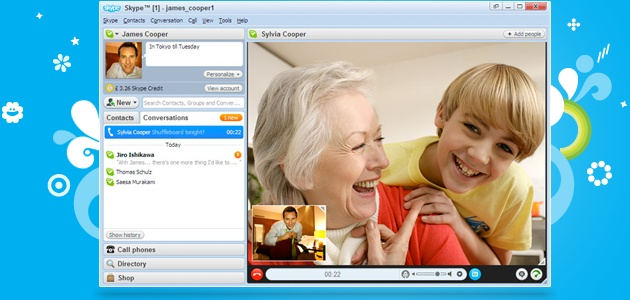 Skype™ [1] - james_cooper1
Skype Contacts Conversation Call View Tools Help
James Cooper
In Tokyo till Tuesday
Personalize
£ 3.26 Skype Credit
View account
New
Search Contacts, Groups and Conver...
Contacts
Conversations
1 new
Sylvia Cooper Shuffleboard tonight? 00:22
Today
Jiro Ishikawa
"Ahh James... there's one more thing I'd like to ...
Thomas Schulz
Saesa Murakami
Show history
Call phones
Directory
Shop
Sylvia Cooper
+ Add people
00:22